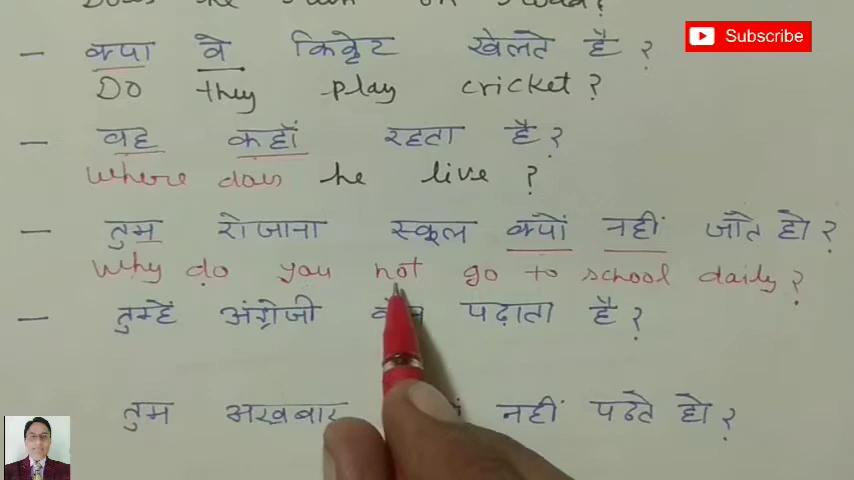 Subscribe
— क्या वे क्रिकेट खेलते है ?
Do they play cricket ?
— वह कहाँ रहता है ?
Where does he live ?
— तुम रोजाना स्कूल क्यों नहीं जाते हो ?
Why do you not go to school daily ?
— तुम्हें अंग्रेजी पढ़ाता है ?
तुम अखबार नहीं पढते हो ?